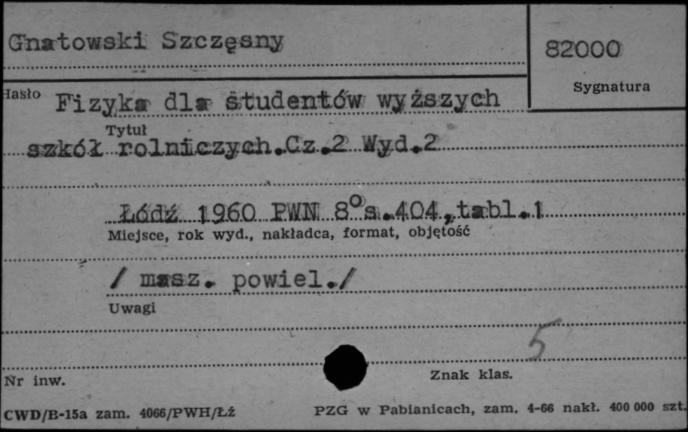 Gnatowski Szczęsny
82000
Sygnatura
Hasło
Fizyka dla studentów wyższych
Tytuł
szkół rolniczych.Cz.2 Wyd.2
Łódź 1960 PWN 8° s.404,tabl.1
Miejsce, rok wyd., nakładca, format, objętość
/ masz. powiel./
Uwagi
5
Nr inw.
Znak klas.
CWD/B-15a zam. 4066/PWH/Łż
PZG w Pabianicach, zam. 4-66 nakł. 400 000 szt.